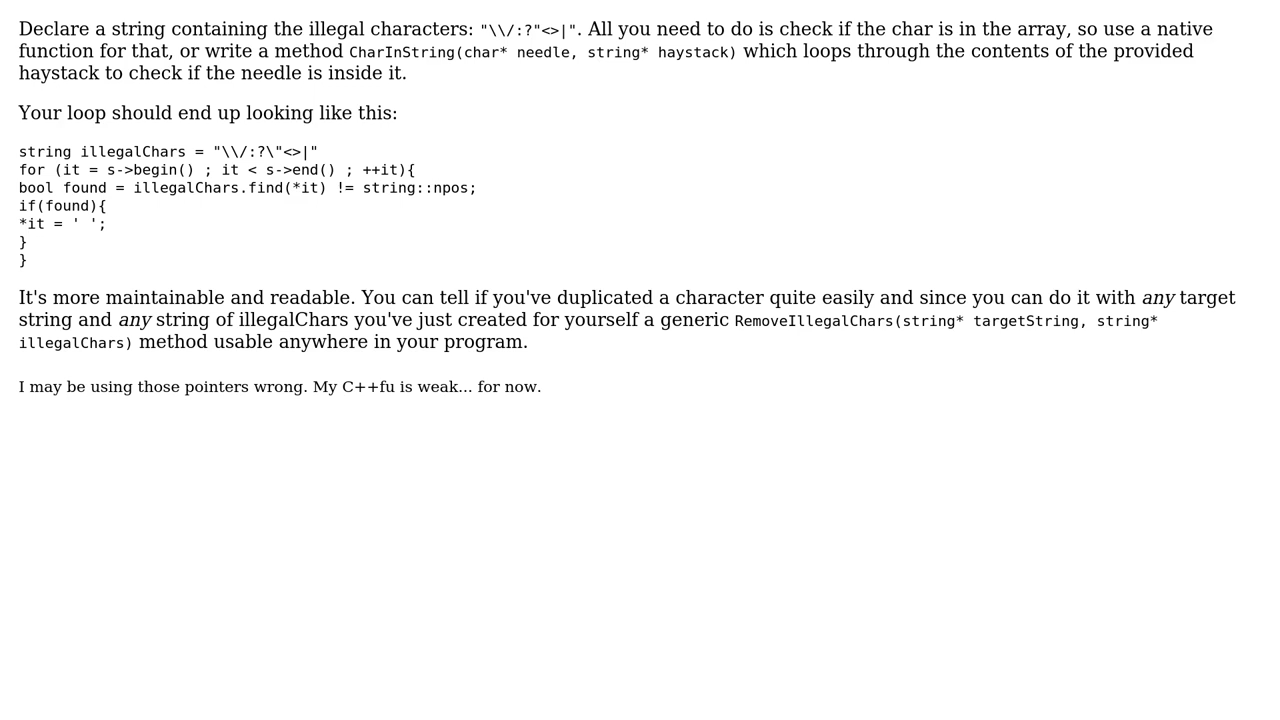 Declare a string containing the illegal characters: "\\/:?"<>|". All you need to do is check if the char is in the array, so use a native
function for that, or write a method CharInString(char* needle, string* haystack) which loops through the contents of the provided
haystack to check if the needle is inside it.
Your loop should end up looking like this:
string illegalChars = "\\/:?\"<>|"
for (it = s->begin() ; it < s->end() ; ++it){
bool found = illegalChars.find(*it) != string::npos;
if(found){
*it = ' ';
}
}
It's more maintainable and readable. You can tell if you've duplicated a character quite easily and since you can do it with any target
string and any string of illegalChars you've just created for yourself a generic RemoveIllegalChars(string* targetString, string*
illegalChars) method usable anywhere in your program.
I may be using those pointers wrong. My C++fu is weak... for now.